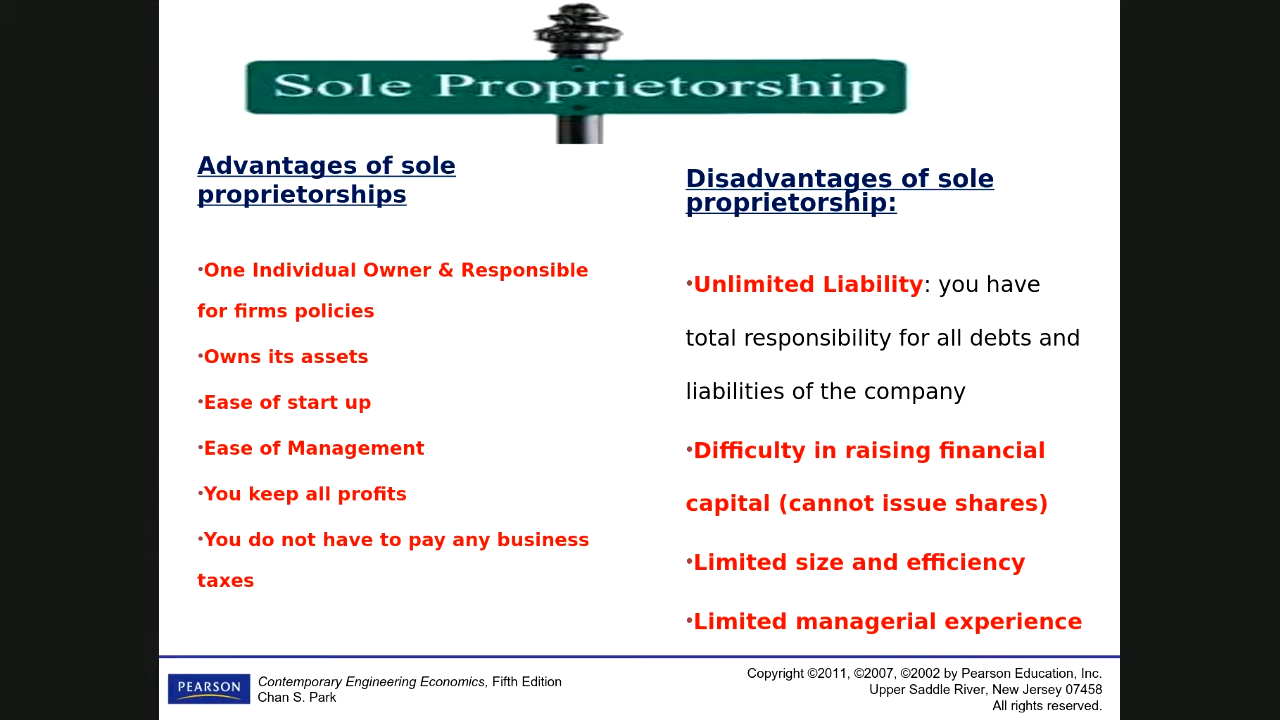 Sole Proprietorship
Advantages of sole
proprietorships
•One Individual Owner & Responsible
for firms policies
•Owns its assets
•Ease of start up
•Ease of Management
•You keep all profits
•You do not have to pay any business
taxes
Disadvantages of sole
proprietorship:
•Unlimited Liability: you have
total responsibility for all debts and
liabilities of the company
•Difficulty in raising financial
capital (cannot issue shares)
•Limited size and efficiency
•Limited managerial experience
PEARSON
Contemporary Engineering Economics, Fifth Edition
Chan S. Park
Copyright ©2011, ©2007, ©2002 by Pearson Education, Inc.
Upper Saddle River, New Jersey 07458
All rights reserved.